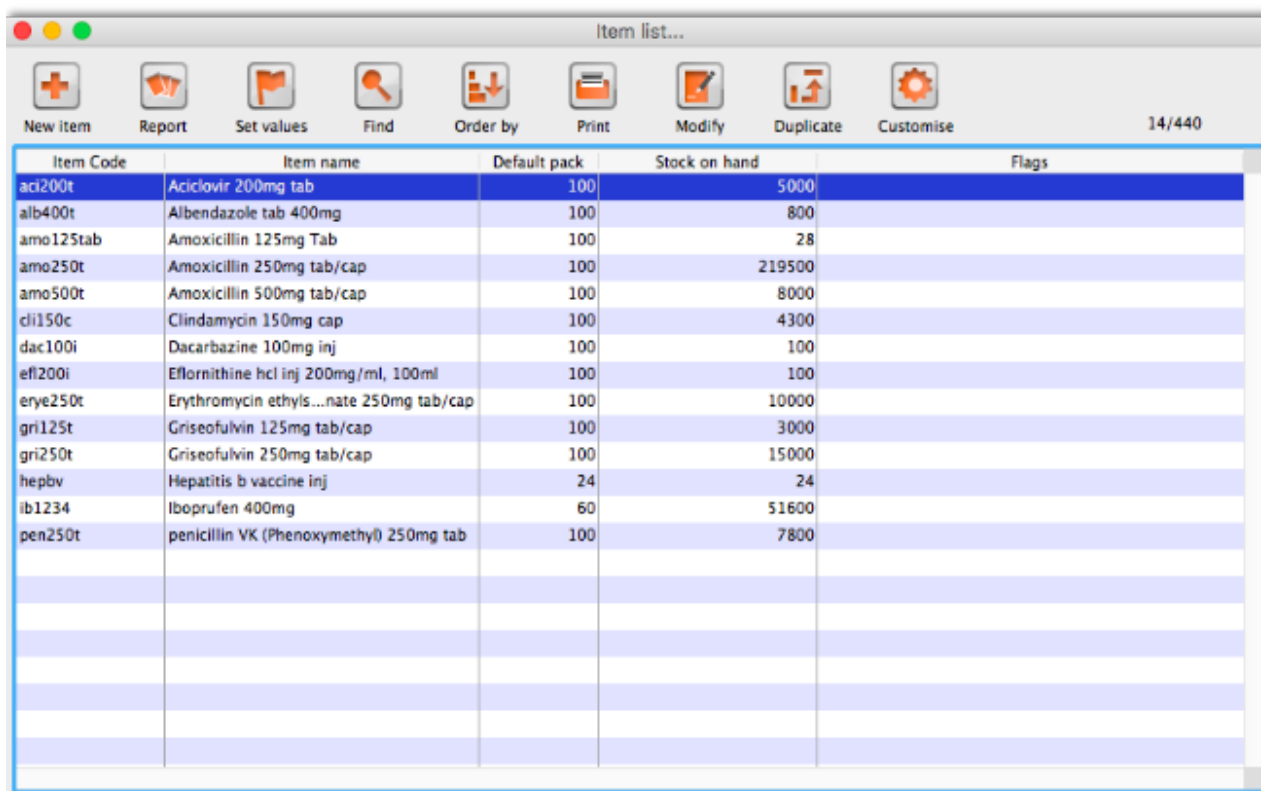 Item list...
New item Report Set values Find Order by Print Modify Duplicate Customise 14/440
Item Code Item name Default pack Stock on hand Flags
aci200t Aciclovir 200mg tab 100 5000
alb400t Albendazole tab 400mg 100 800
amo125tab Amoxicillin 125mg Tab 100 28
amo250t Amoxicillin 250mg tab/cap 100 219500
amo500t Amoxicillin 500mg tab/cap 100 8000
cli150c Clindamycin 150mg cap 100 4300
dac100i Dacarbazine 100mg inj 100 100
efl200i Eflornithine hcl inj 200mg/ml, 100ml 100 100
erye250t Erythromycin ethyls...nate 250mg tab/cap 100 10000
gri125t Griseofulvin 125mg tab/cap 100 3000
gri250t Griseofulvin 250mg tab/cap 100 15000
hepbv Hepatitis b vaccine inj 24 24
ib1234 Iboprufen 400mg 60 51600
pen250t penicillin VK (Phenoxymethyl) 250mg tab 100 7800